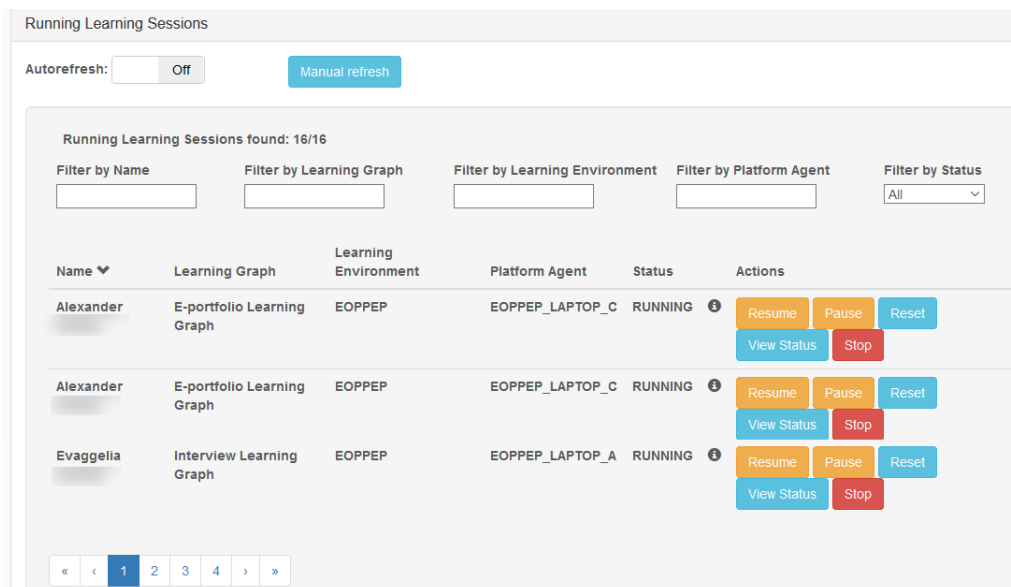 Running Learning Sessions
Autorefresh: Off Manual refresh
Running Learning Sessions found: 16/16
Filter by Name Filter by Learning Graph Filter by Learning Environment Filter by Platform Agent Filter by Status
All
Name Learning Graph Learning Environment Platform Agent Status Actions
Alexander E-portfolio Learning Graph EOPPEP EOPPEP_LAPTOP_C RUNNING Resume Pause Reset
View Status Stop
Alexander E-portfolio Learning Graph EOPPEP EOPPEP_LAPTOP_C RUNNING Resume Pause Reset
View Status Stop
Evaggelia Interview Learning Graph EOPPEP EOPPEP_LAPTOP_A RUNNING Resume Pause Reset
View Status Stop
« ‹ 1 2 3 4 › »